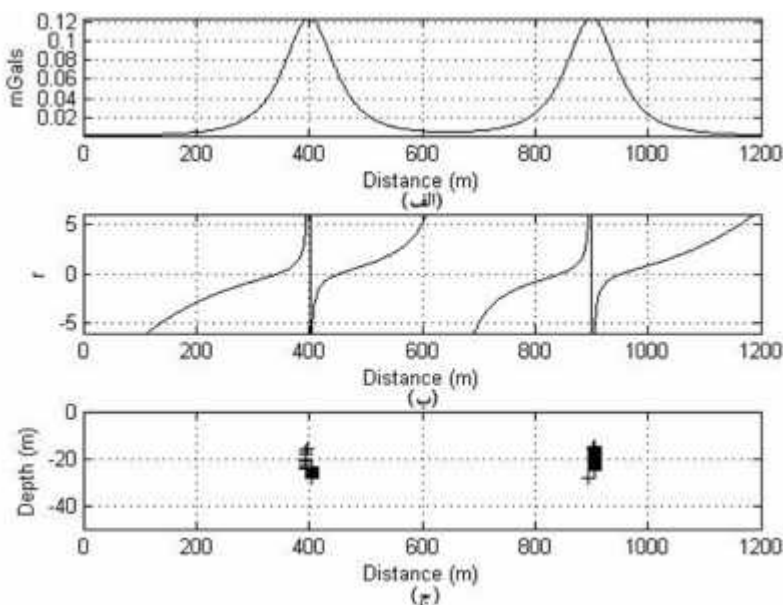 0.12
0.1
0.08
0.06
0.04
0.02
mGals
0 200 400 600 800 1000 1200
Distance (m)
(الف)
5
0
-5
r
0 200 400 600 800 1000 1200
Distance (m)
(ب)
0
-20
-40
Depth (m)
0 200 400 600 800 1000 1200
Distance (m)
(ج)